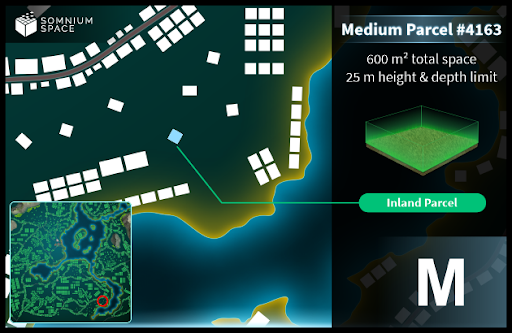 SOMNIUM
SPACE
Medium Parcel #4163
600 m² total space
25 m height & depth limit
Inland Parcel
M